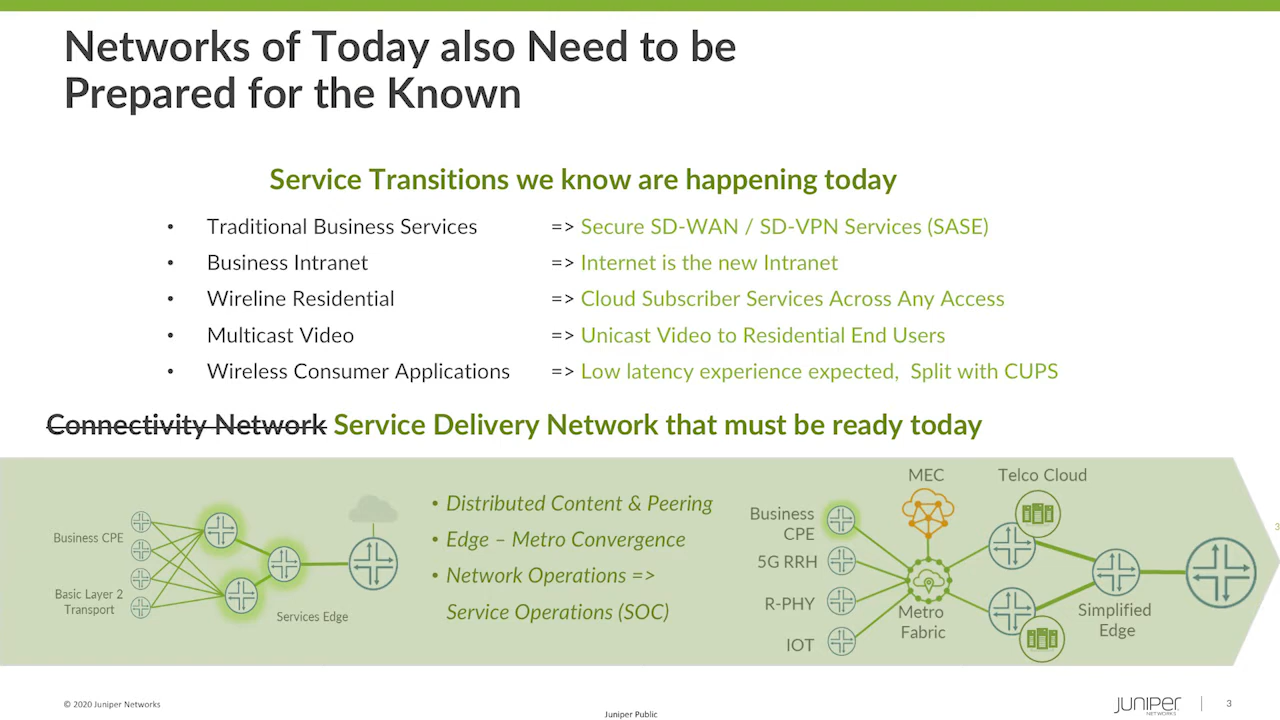 Networks of Today also Need to be
Prepared for the Known
Service Transitions we know are happening today
• Traditional Business Services => Secure SD-WAN / SD-VPN Services (SASE)
• Business Intranet => Internet is the new Intranet
• Wireline Residential => Cloud Subscriber Services Across Any Access
• Multicast Video => Unicast Video to Residential End Users
• Wireless Consumer Applications => Low latency experience expected, Split with CUPS
Connectivity Network Service Delivery Network that must be ready today
Business CPE
Basic Layer 2
Transport
Services Edge
• Distributed Content & Peering
• Edge – Metro Convergence
• Network Operations =>
Service Operations (SOC)
MEC
Telco Cloud
Business
CPE
5G RRH
R-PHY
IOT
Metro
Fabric
Simplified
Edge
3
© 2020 Juniper Networks
Juniper Public
JUNIPER
NETWORKS
3